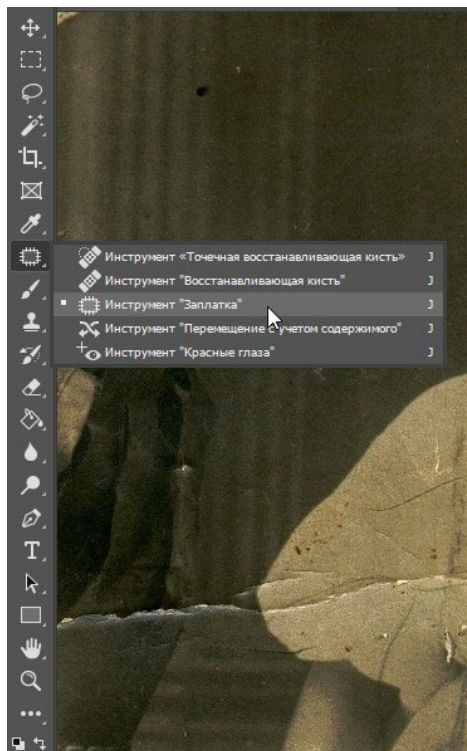 Инструмент «Точечная восстанавливающая кисть» J
Инструмент "Восстанавливающая кисть" J
Инструмент "Заплатка" J
Инструмент "Перемещение с учетом содержимого" J
Инструмент "Красные глаза" J
T